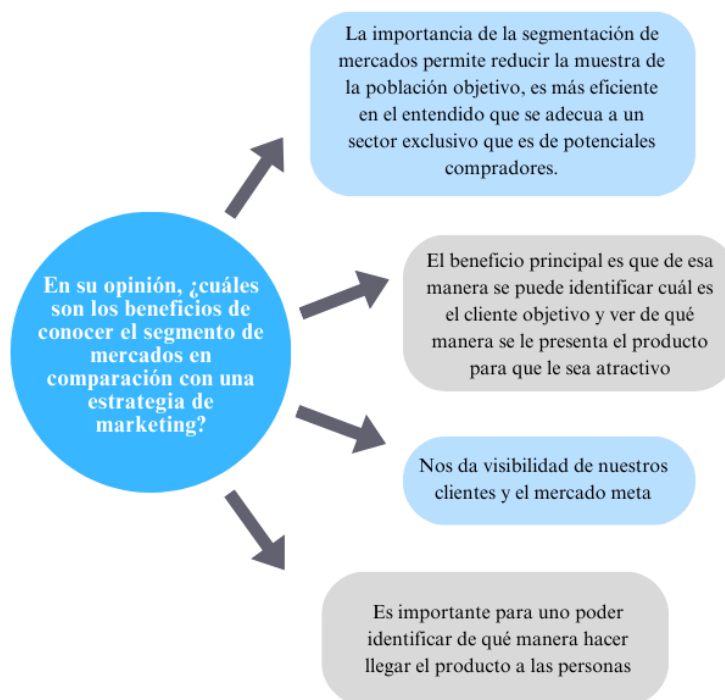 La importancia de la segmentación de
mercados permite reducir la muestra de
la población objetivo, es más eficiente
en el entendido que se adecua a un
sector exclusivo que es de potenciales
compradores.
En su opinión, ¿cuáles
son los beneficios de
conocer el segmento de
mercados en
comparación con una
estrategia de
marketing?
El beneficio principal es que de esa
manera se puede identificar cuál es
el cliente objetivo y ver de qué
manera se le presenta el producto
para que le sea atractivo
Nos da visibilidad de nuestros
clientes y el mercado meta
Es importante para uno poder
identificar de qué manera hacer
llegar el producto a las personas